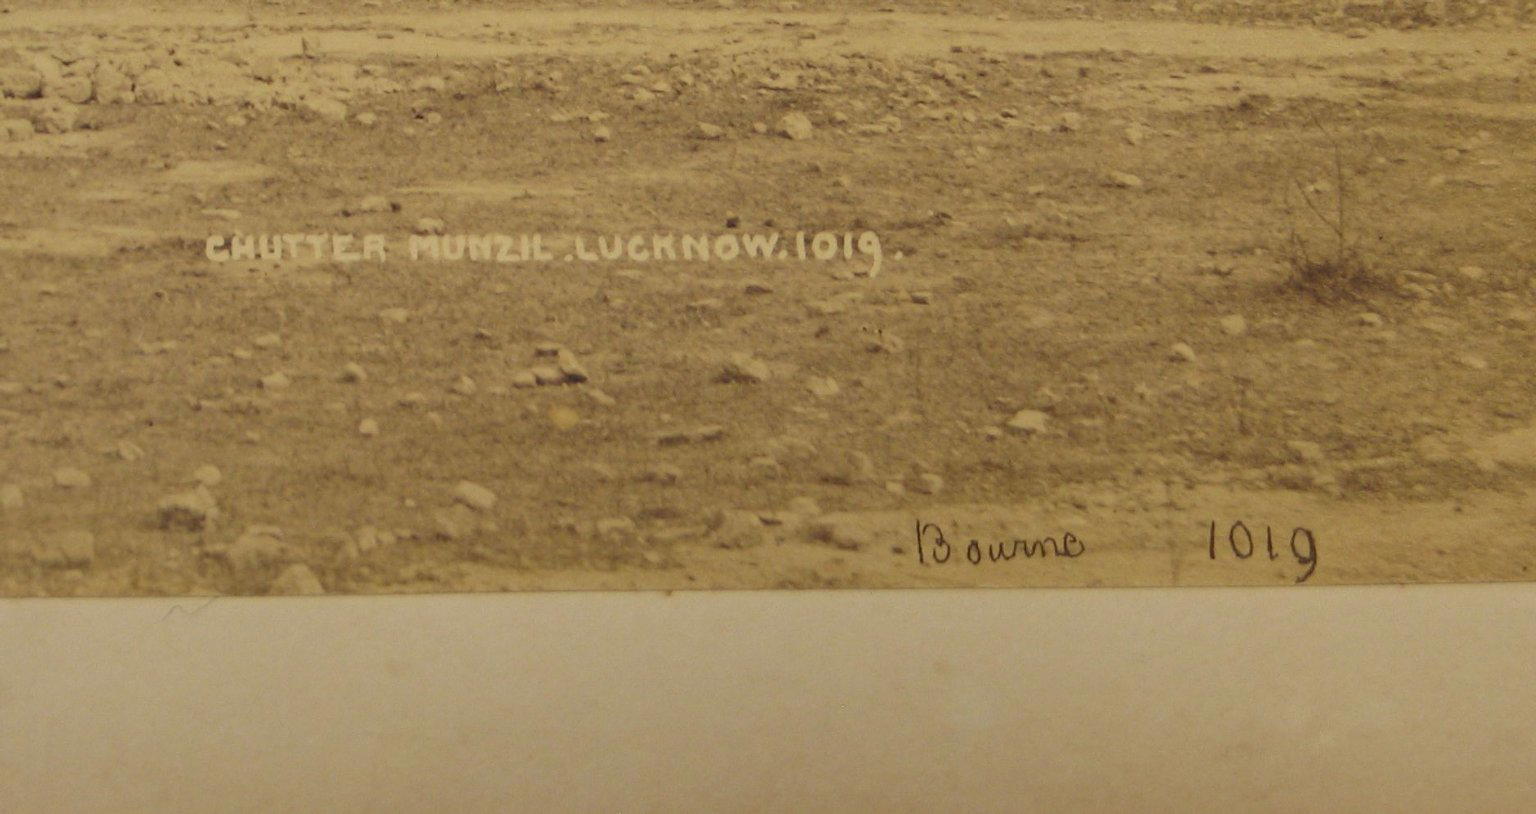 CHUTTER MUNZIL.LUCKNOW.1019.
Bourne 1019